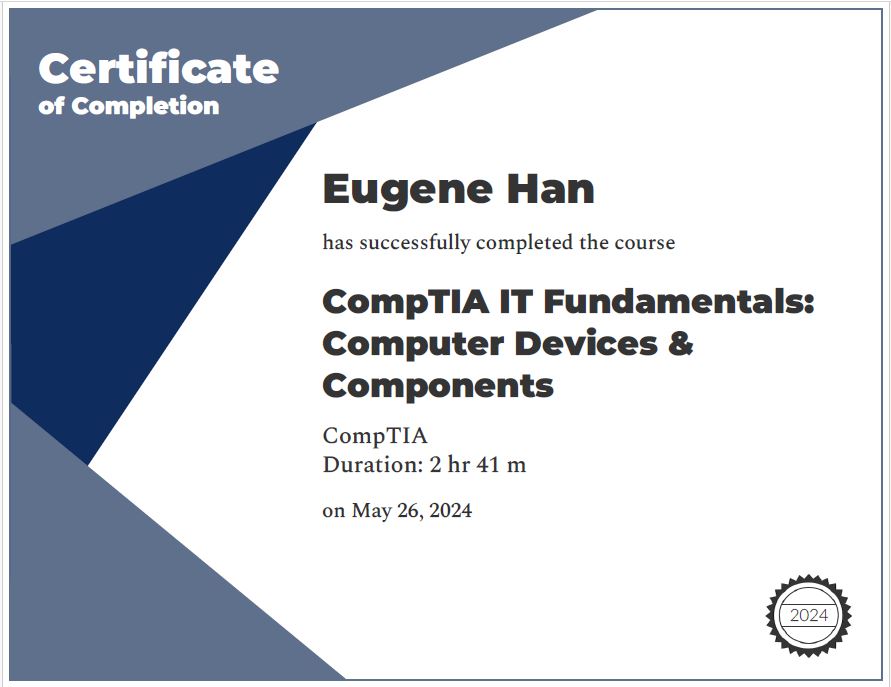 Certificate
of Completion
Eugene Han
has successfully completed the course
CompTIA IT Fundamentals:
Computer Devices &
Components
CompTIA
Duration: 2 hr 41 m
on May 26, 2024
2024